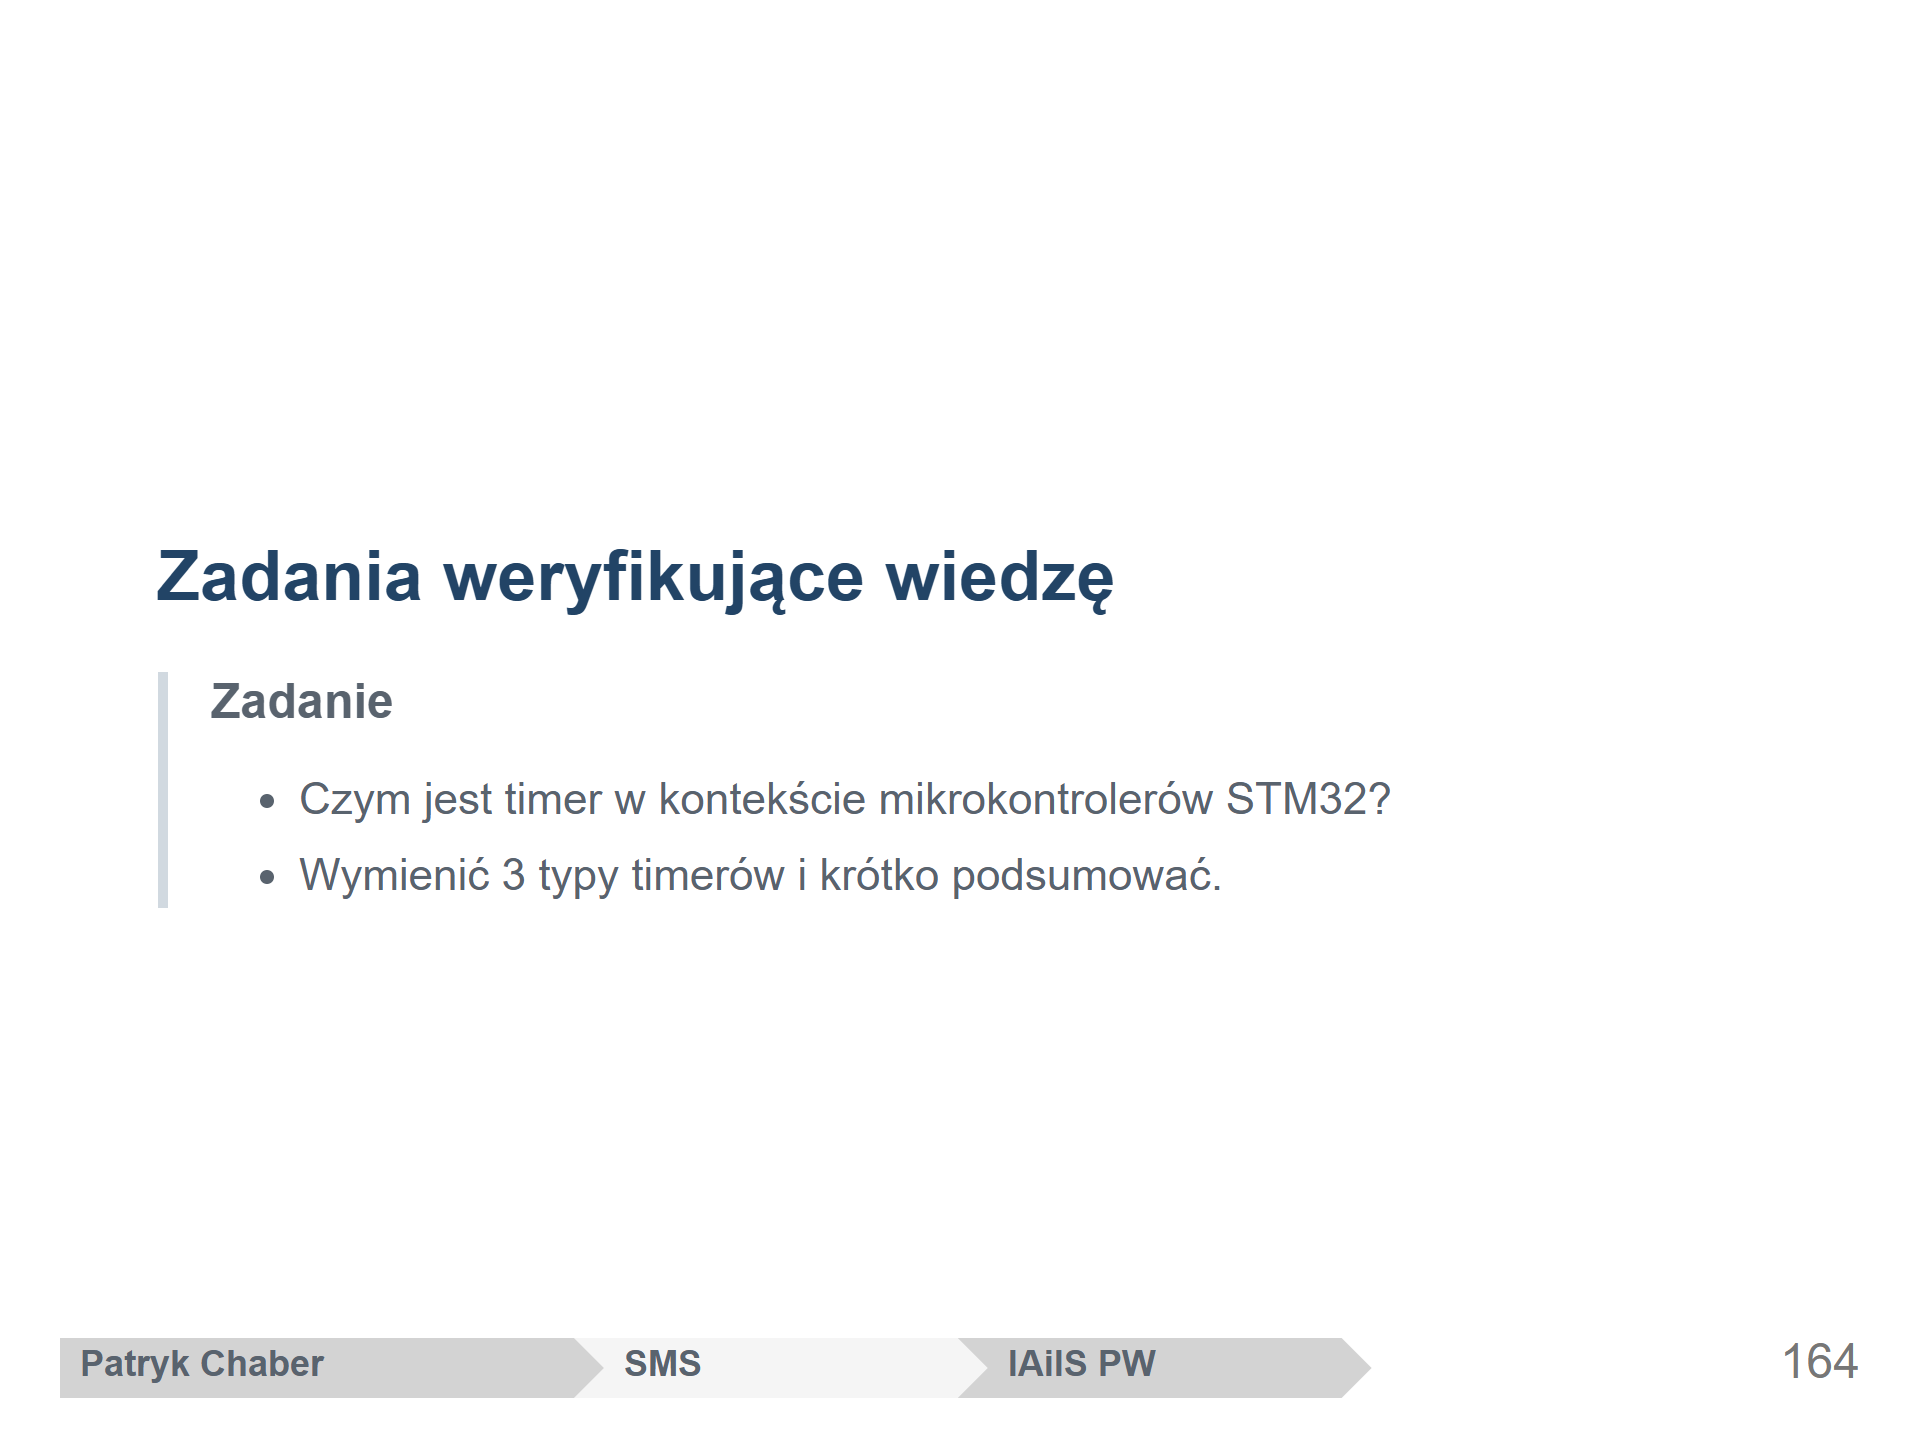 Zadania weryfikujące wiedzę
Zadanie
• Czym jest timer w kontekście mikrokontrolerów STM32?
• Wymienić 3 typy timerów i krótko podsumować.
Patryk Chaber
SMS
IAiIS PW
164